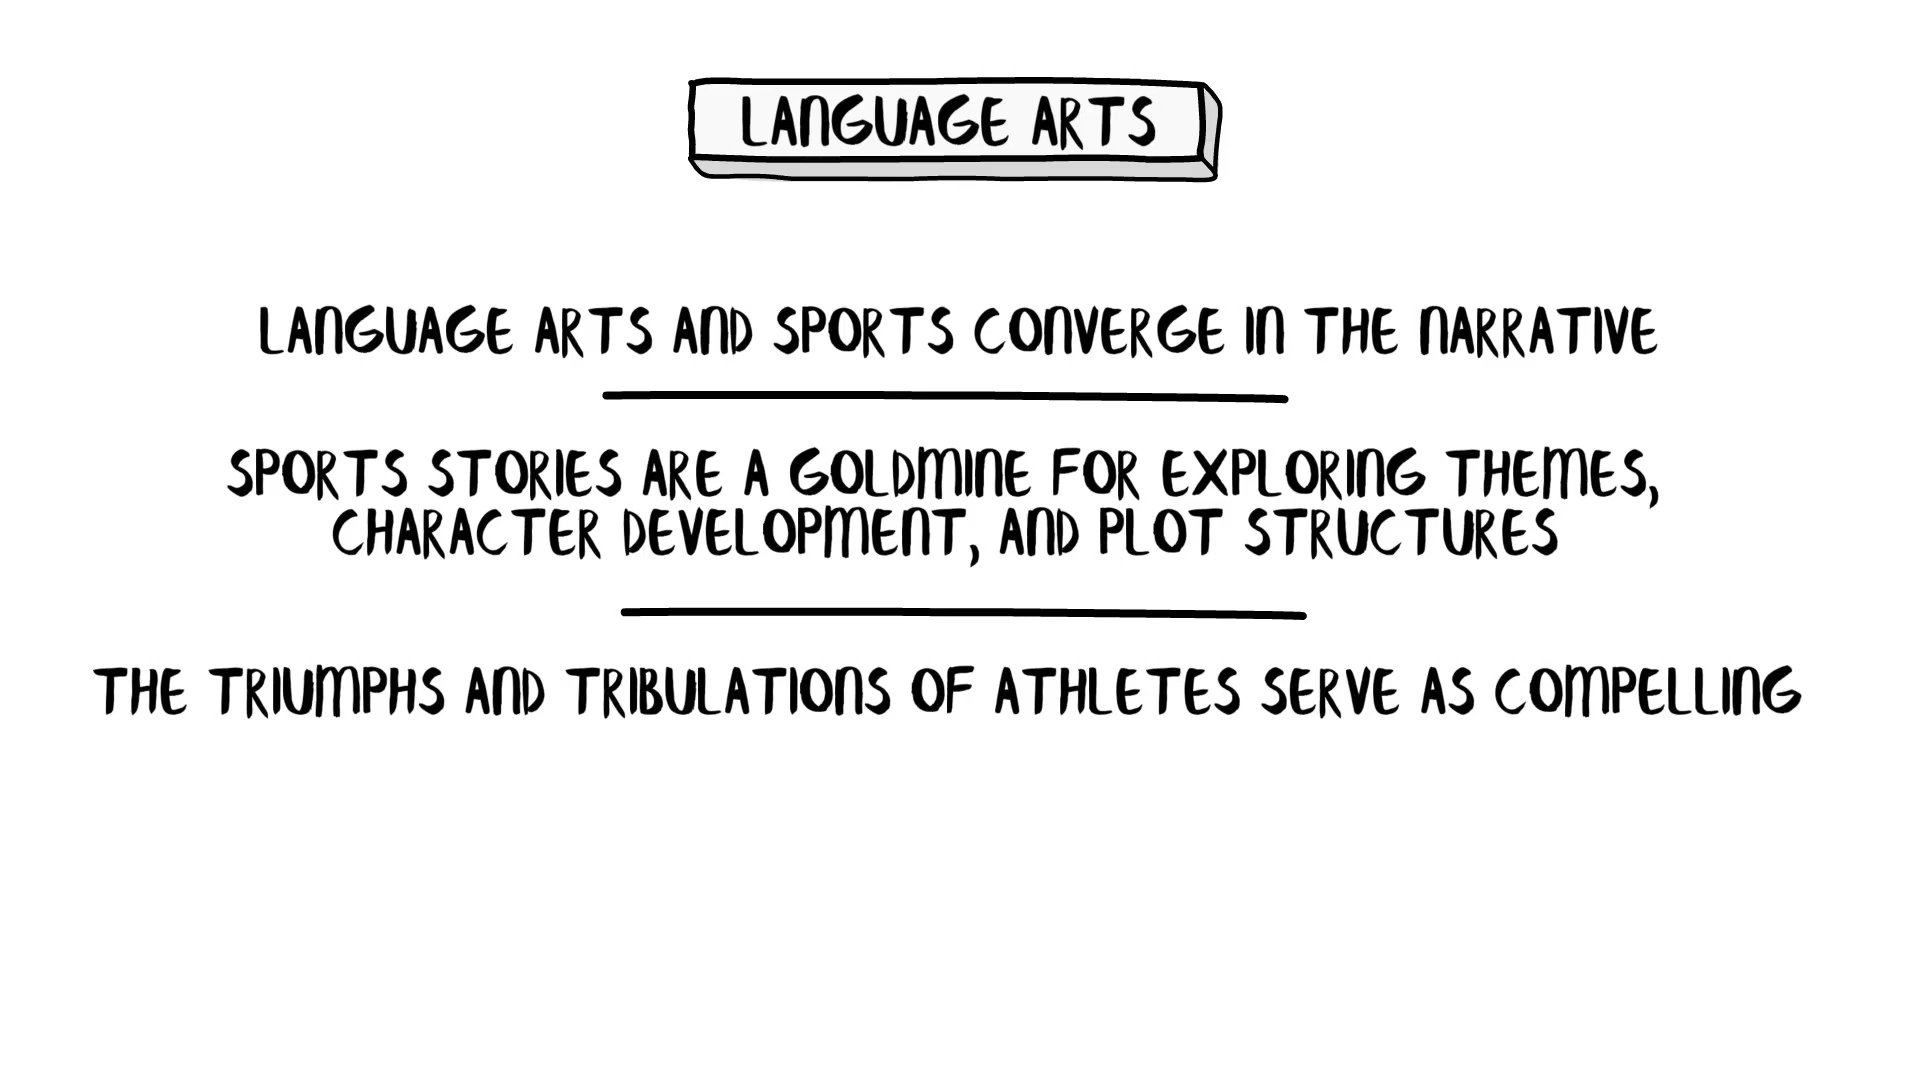 LANGUAGE ARTS
LANGUAGE ARTS AND SPORTS CONVERGE IN THE NARRATIVE
SPORTS STORIES ARE A GOLDMINE FOR EXPLORING THEMES,
CHARACTER DEVELOPMENT, AND PLOT STRUCTURES
THE TRIUMPHS AND TRIBULATIONS OF ATHLETES SERVE AS COMPELLING